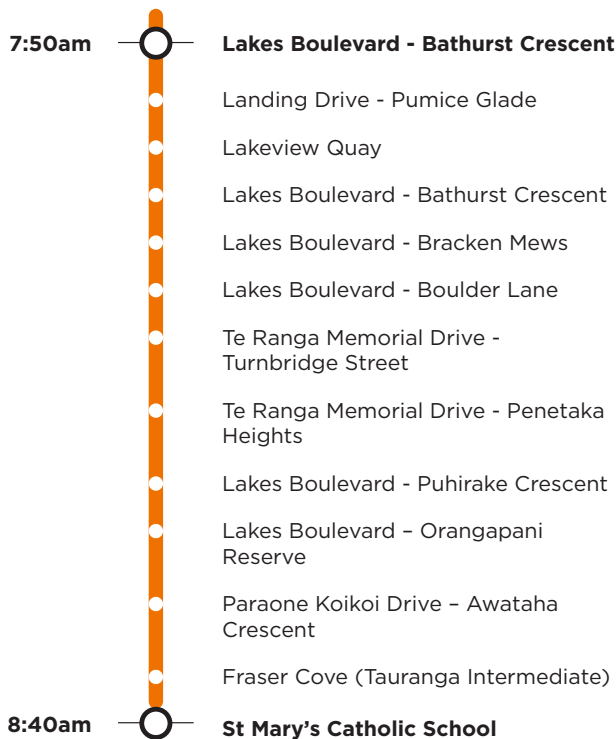 7:50am Lakes Boulevard - Bathurst Crescent
Landing Drive - Pumice Glade
Lakeview Quay
Lakes Boulevard - Bathurst Crescent
Lakes Boulevard - Bracken Mews
Lakes Boulevard - Boulder Lane
Te Ranga Memorial Drive -
Turnbridge Street
Te Ranga Memorial Drive - Penetaka
Heights
Lakes Boulevard - Puhirake Crescent
Lakes Boulevard – Orangapani
Reserve
Paraone Koikoi Drive – Awataha
Crescent
Fraser Cove (Tauranga Intermediate)
8:40am St Mary’s Catholic School